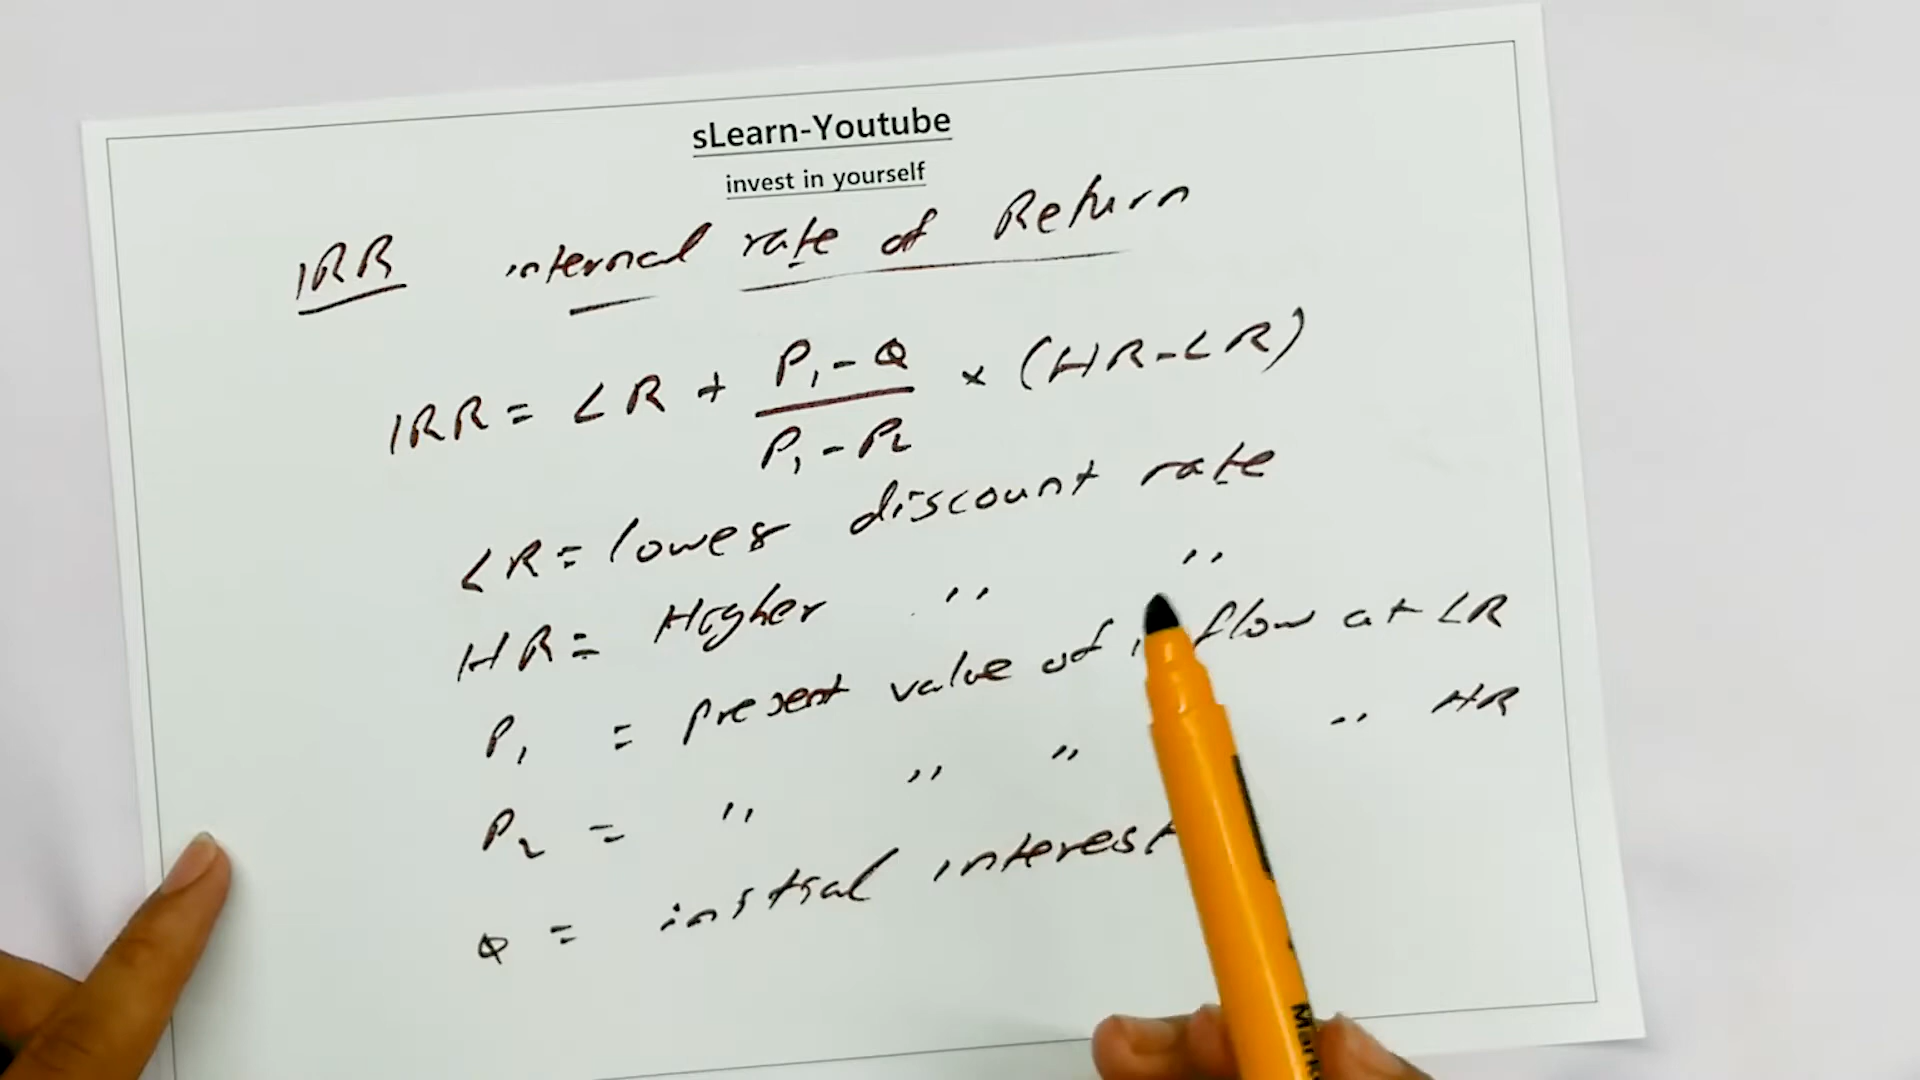 sLearn-Youtube
invest in yourself
IRR internal rate of Return
IRR = LR + P₁ - Q / P₁ - P₂ × (HR - LR)
LR = lower discount rate
HR = Higher " "
P₁ = present value of flow at LR
P₂ = " " " " HR
Q = initial interest